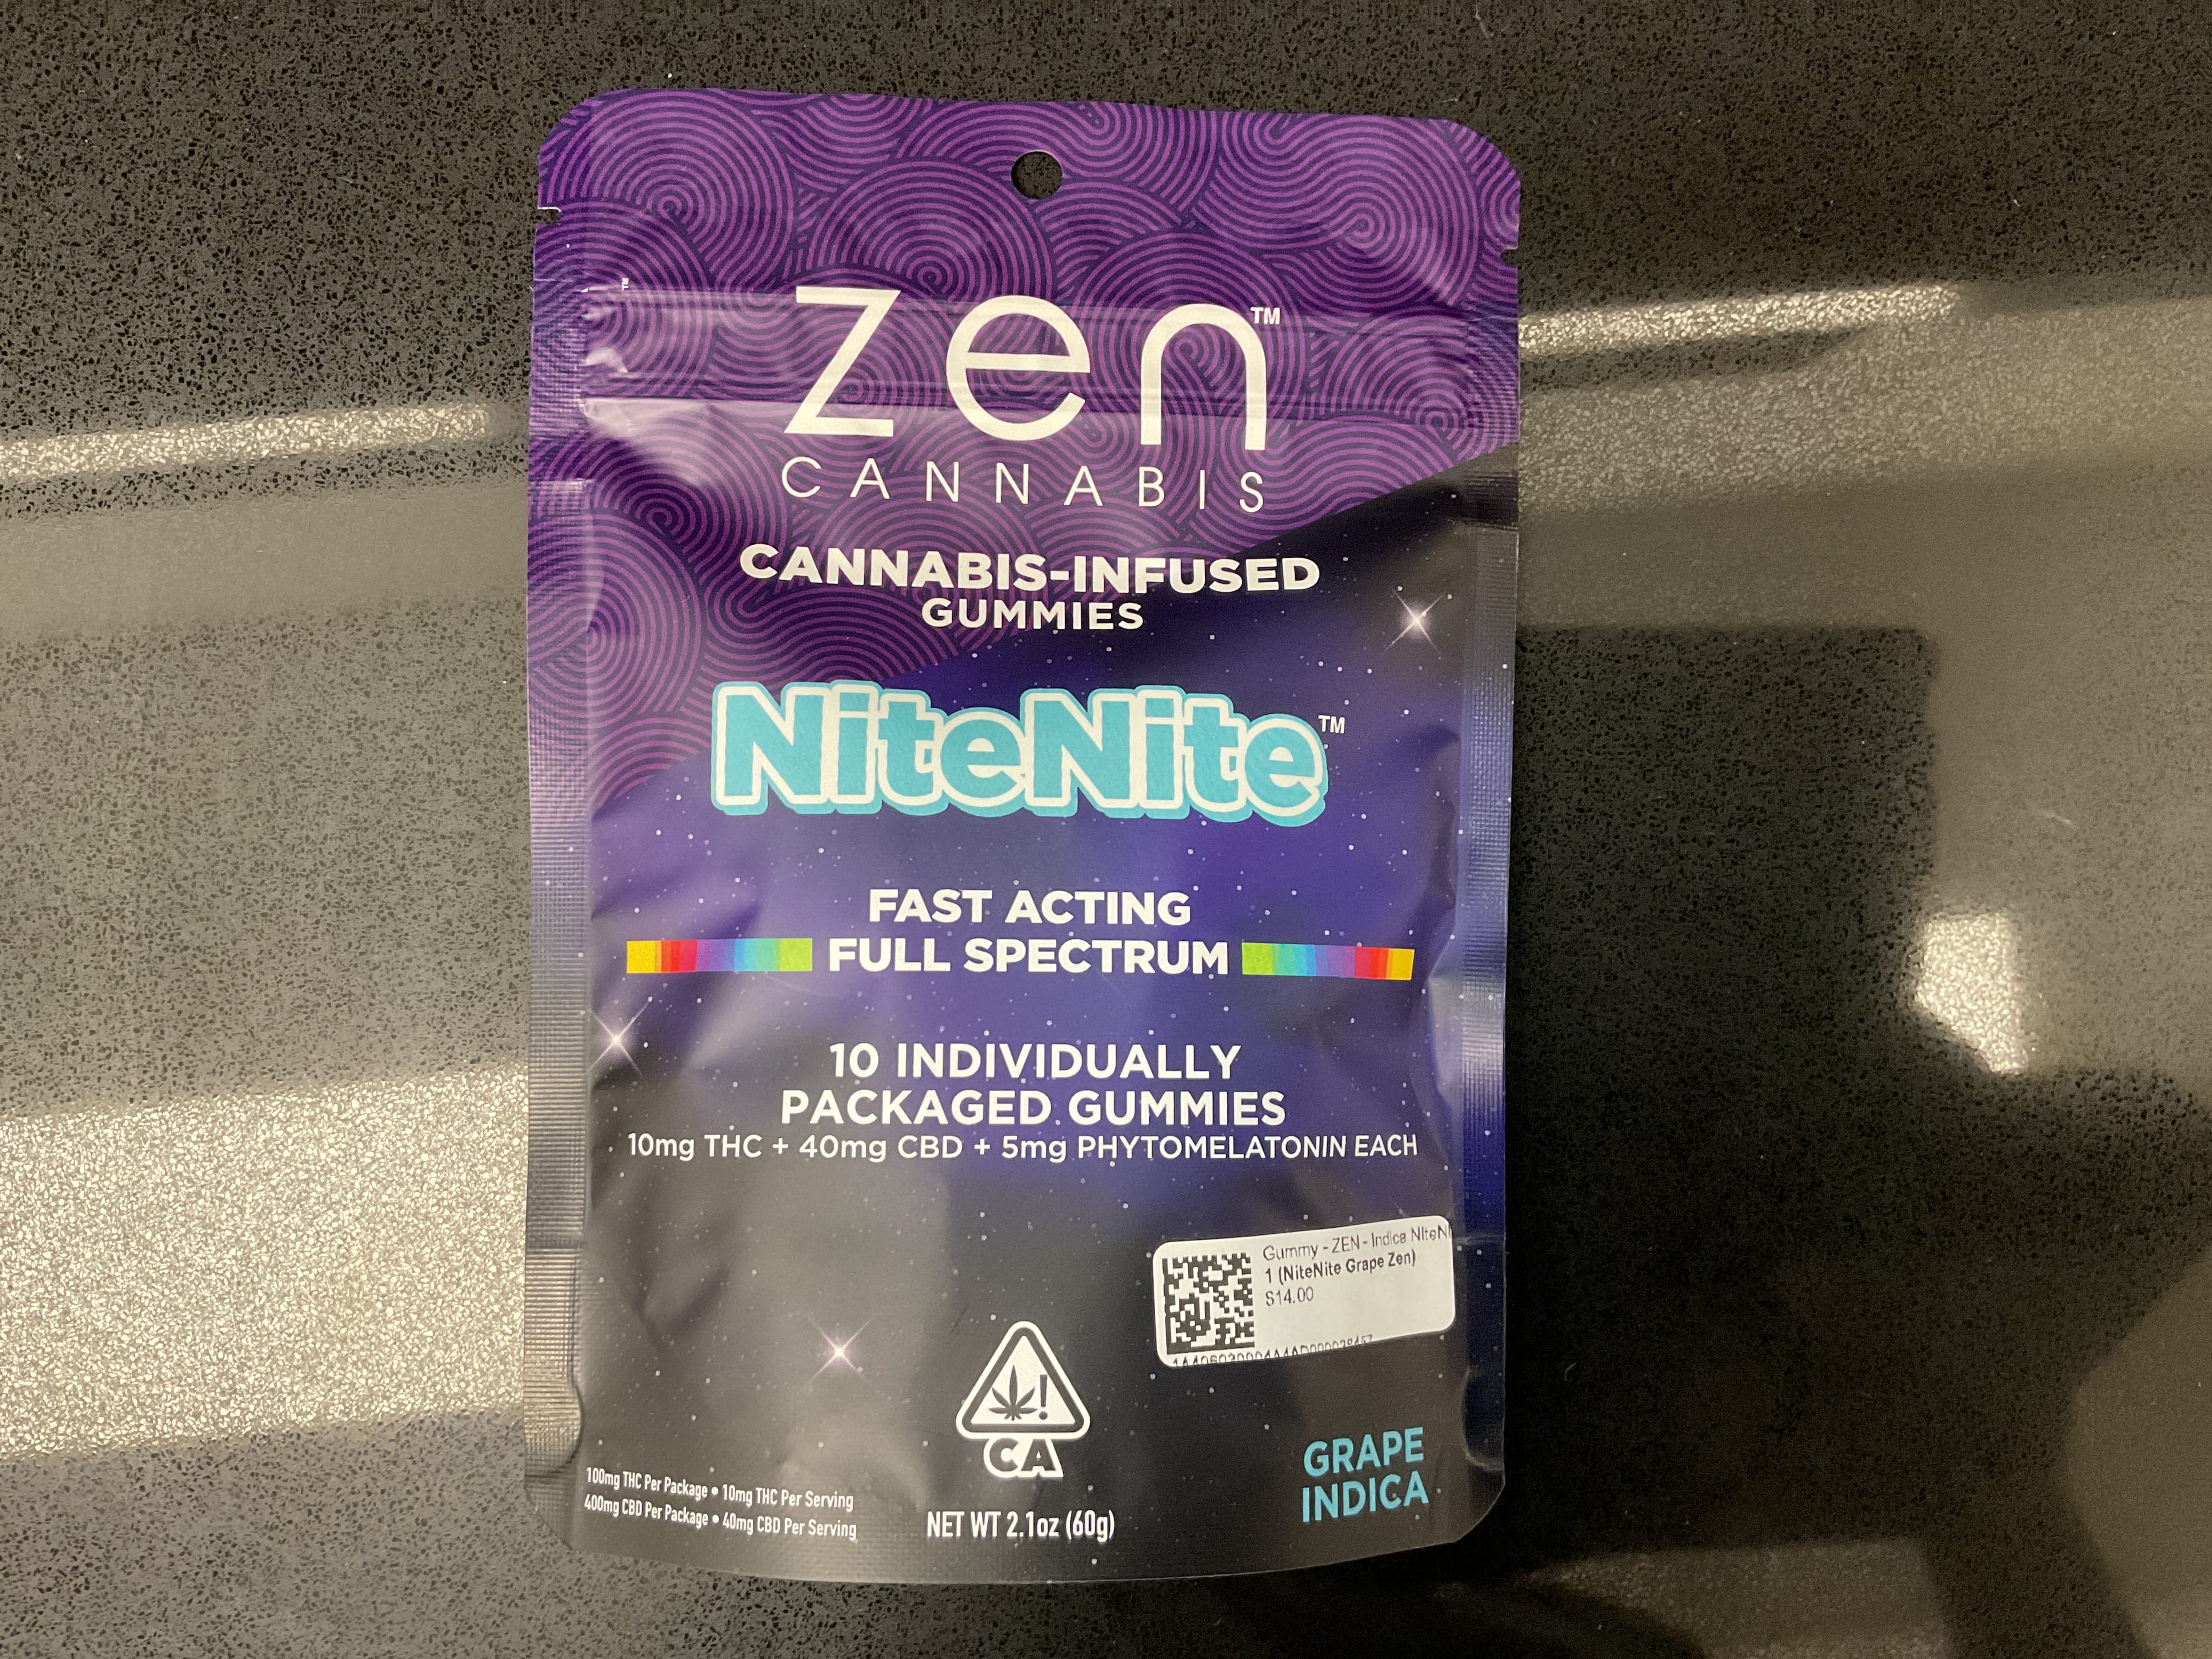 zen™
CANNABIS
CANNABIS-INFUSED
GUMMIES
NiteNite™
FAST ACTING
FULL SPECTRUM
10 INDIVIDUALLY
PACKAGED GUMMIES
10mg THC + 40mg CBD + 5mg PHYTOMELATONIN EACH
Gummy - ZEN - Indica NiteNi
1 (NiteNite Grape Zen)
$14.00
!
CA
GRAPE
INDICA
100mg THC Per Package • 10mg THC Per Serving
400mg CBD Per Package • 40mg CBD Per Serving
NET WT 2.1oz (60g)